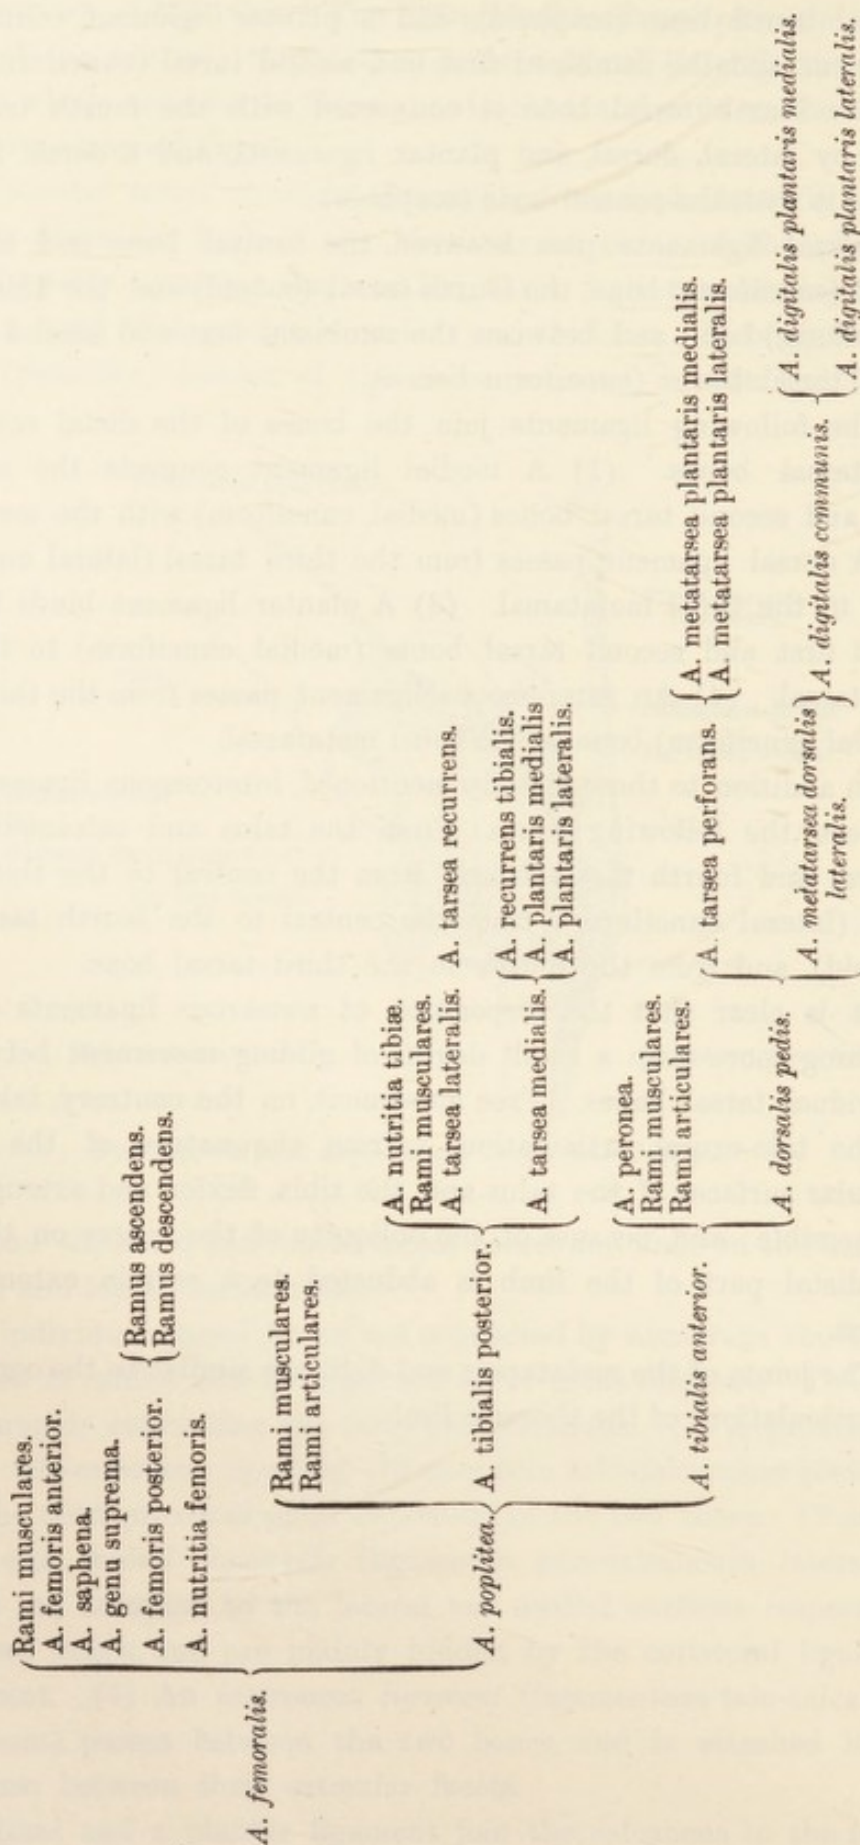 A. femoralis.
Rami musculares.
A. femoris anterior.
A. saphena.
A. genu suprema.
A. femoris posterior.
Ramus ascendens.
Ramus descendens.
A. nutritia femoris.
A. poplitea.
Rami musculares.
Rami articulares.
A. tibialis posterior.
A. nutritia tibiæ.
Rami musculares.
A. tarsea lateralis.
A. tarsea recurrens.
A. tarsea medialis.
A. recurrens tibialis.
A. plantaris medialis
A. plantaris lateralis.
A. tibialis anterior.
A. peronea.
Rami musculares.
Rami articulares.
A. dorsalis pedis.
A. tarsea perforans.
A. metatarsea plantaris medialis.
A. metatarsea plantaris lateralis.
A. metatarsea dorsalis
lateralis.
A. digitalis communis.
A. digitalis plantaris medialis.
A. digitalis plantaris lateralis.